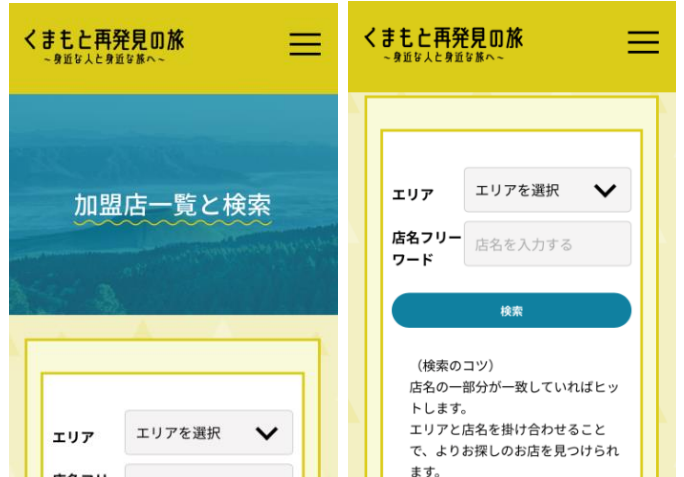 くまもと再発見の旅
~身近な人と身近な旅へ~
加盟店一覧と検索
エリア
エリアを選択
くまもと再発見の旅
~身近な人と身近な旅へ~
エリア
エリアを選択
店名フリー
ワード
店名を入力する
検索
（検索のコツ）
店名の一部分が一致していればヒッ
トします。
エリアと店名を掛け合わせること
で、よりお探しのお店を見つけられ
ます。